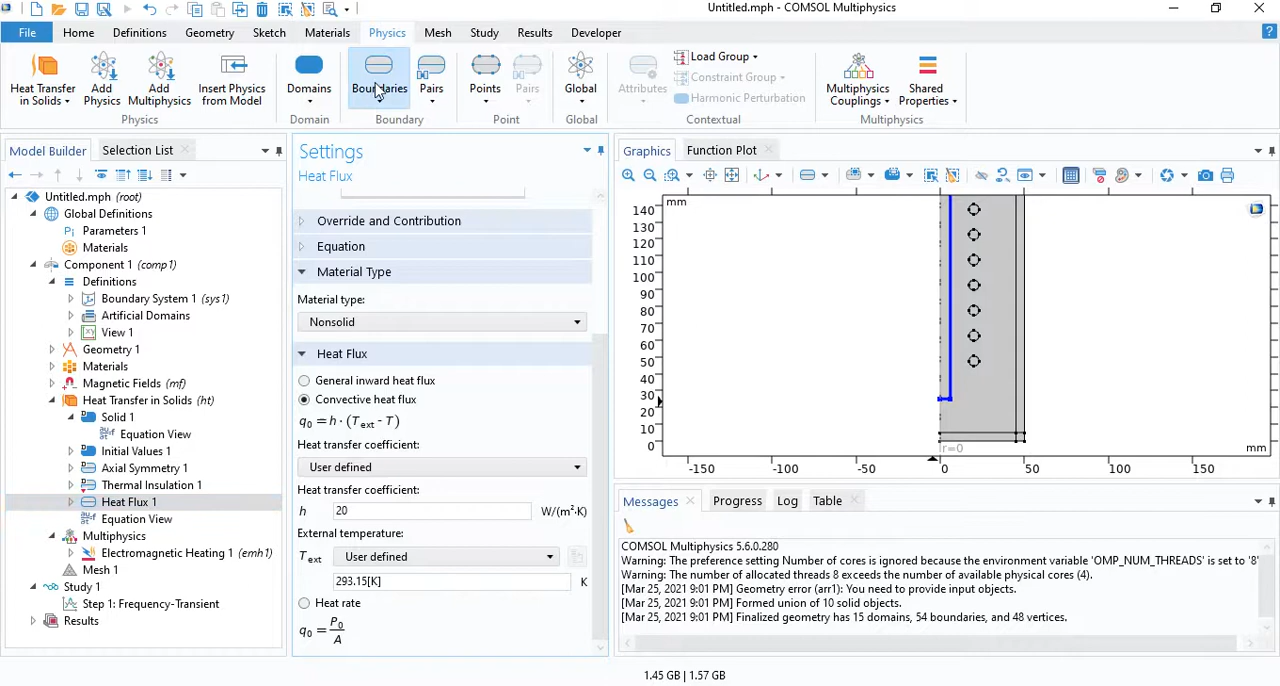 Untitled.mph - COMSOL Multiphysics
File Home Definitions Geometry Sketch Materials Physics Mesh Study Results Developer
Heat Transfer in Solids
Add Physics
Add Multiphysics
Insert Physics from Model
Domains
Boundaries
Pairs
Points
Pairs
Global
Attributes
Load Group
Constraint Group
Harmonic Perturbation
Multiphysics Couplings
Shared Properties
Physics Domain Boundary Point Global Contextual Multiphysics
Model Builder Selection List
Untitled.mph (root)
Global Definitions
Parameters 1
Materials
Component 1 (comp1)
Definitions
Boundary System 1 (sys1)
Artificial Domains
View 1
Geometry 1
Materials
Magnetic Fields (mf)
Heat Transfer in Solids (ht)
Solid 1
Equation View
Initial Values 1
Axial Symmetry 1
Thermal Insulation 1
Heat Flux 1
Equation View
Multiphysics
Electromagnetic Heating 1 (emh1)
Mesh 1
Study 1
Step 1: Frequency-Transient
Results
Settings
Heat Flux
Override and Contribution
Equation
Material Type
Material type:
Nonsolid
Heat Flux
General inward heat flux
Convective heat flux
q0 = h · (Text - T)
Heat transfer coefficient:
User defined
Heat transfer coefficient:
h 20 W/(m²·K)
External temperature:
Text User defined
293.15[K] K
Heat rate
q0 = P0/A
Graphics Function Plot
mm
140
130
120
110
100
90
80
70
60
50
40
30
20
10
0
r=0
mm
-150 -100 -50 0 50 100 150
Messages Progress Log Table
COMSOL Multiphysics 5.6.0.280
Warning: The preference setting Number of cores is ignored because the environment variable 'OMP_NUM_THREADS' is set to '8'
Warning: The number of allocated threads 8 exceeds the number of available physical cores (4).
[Mar 25, 2021 9:01 PM] Geometry error (arr1): You need to provide input objects.
[Mar 25, 2021 9:01 PM] Formed union of 10 solid objects.
[Mar 25, 2021 9:01 PM] Finalized geometry has 15 domains, 54 boundaries, and 48 vertices.
1.45 GB | 1.57 GB